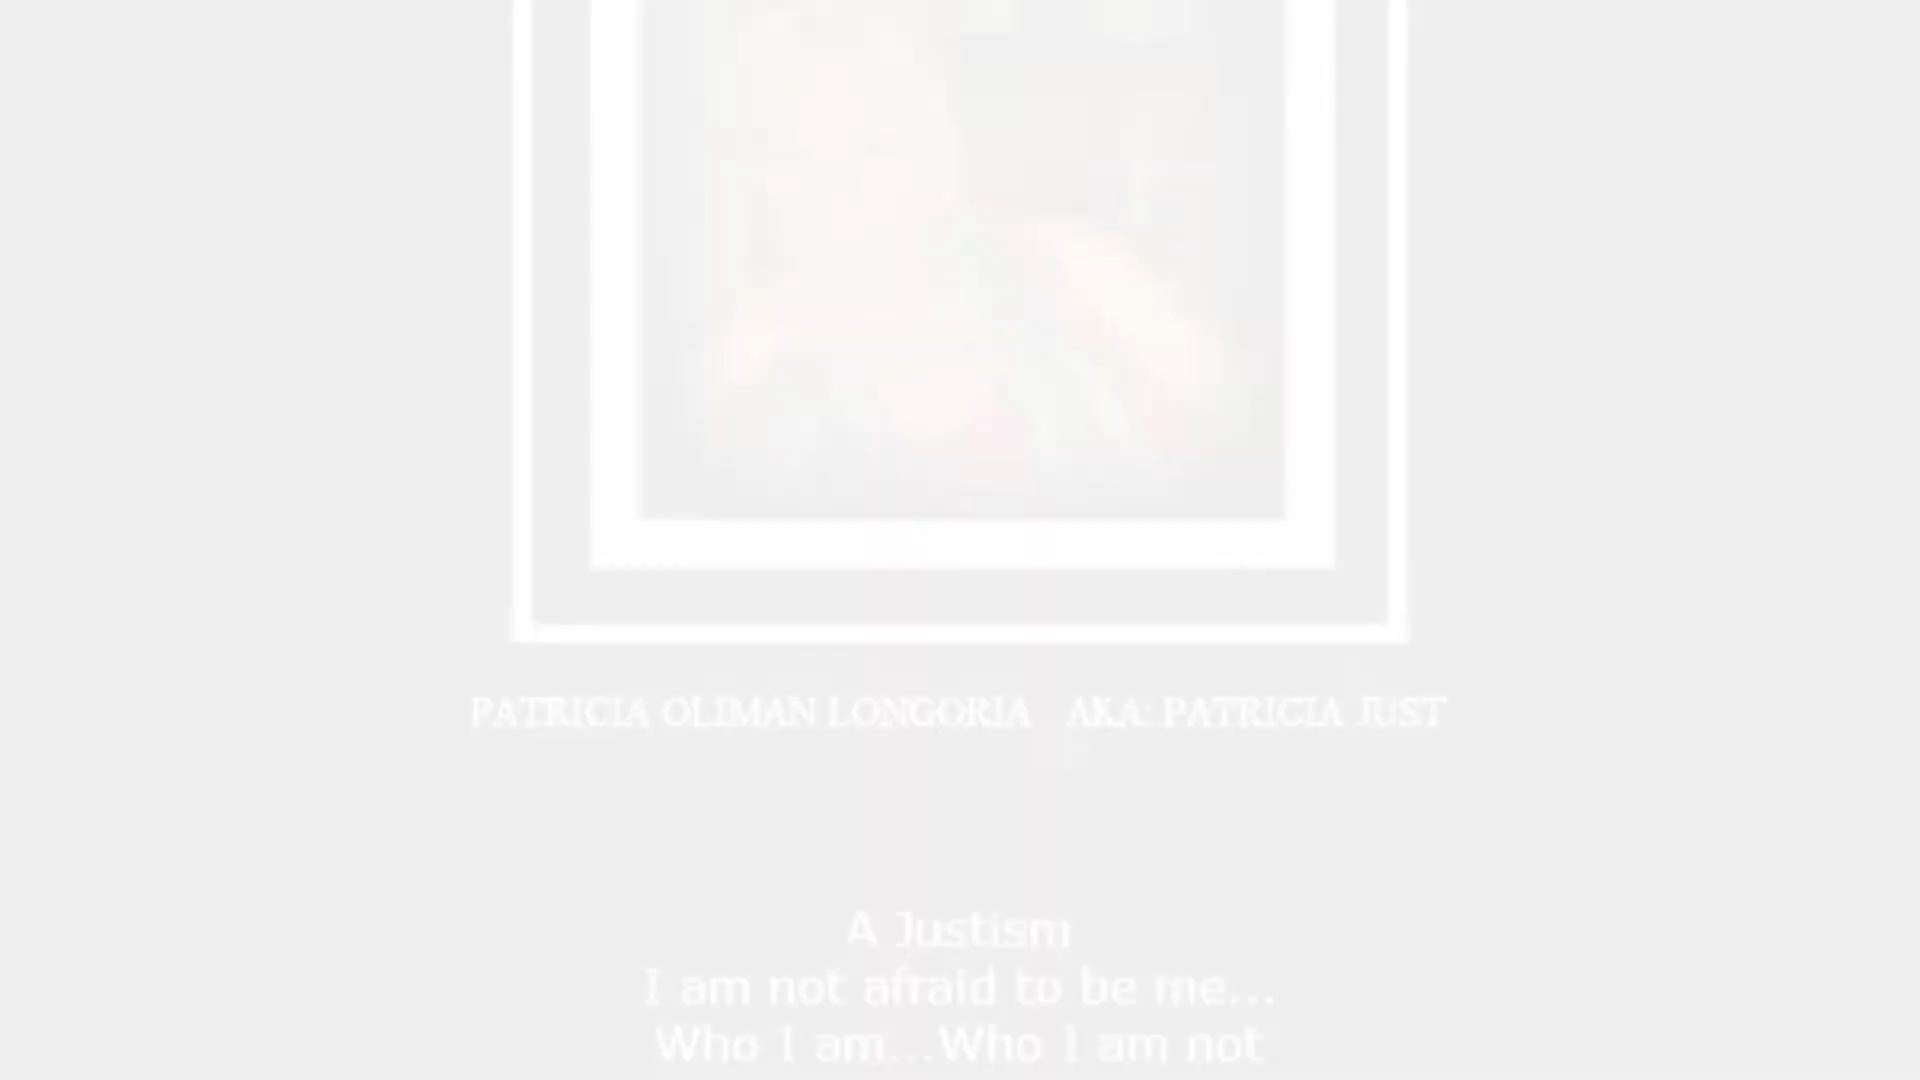 PATRICIA OLIMAN LONGORIA AKA: PATRICIA JUST
A Justism
I am not afraid to be me...
Who I am...Who I am not